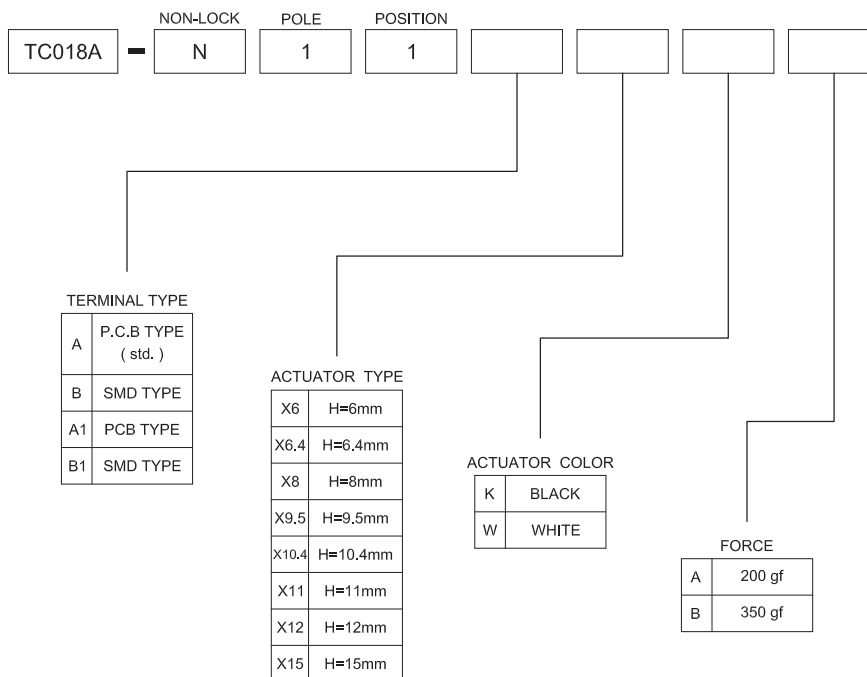 NON-LOCK POLE POSITION
TC018A - N 1 1
TERMINAL TYPE
A P.C.B TYPE
( std. )
B SMD TYPE
A1 PCB TYPE
B1 SMD TYPE
ACTUATOR TYPE
X6 H=6mm
X6.4 H=6.4mm
X8 H=8mm
X9.5 H=9.5mm
X10.4 H=10.4mm
X11 H=11mm
X12 H=12mm
X15 H=15mm
ACTUATOR COLOR
K BLACK
W WHITE
FORCE
A 200 gf
B 350 gf